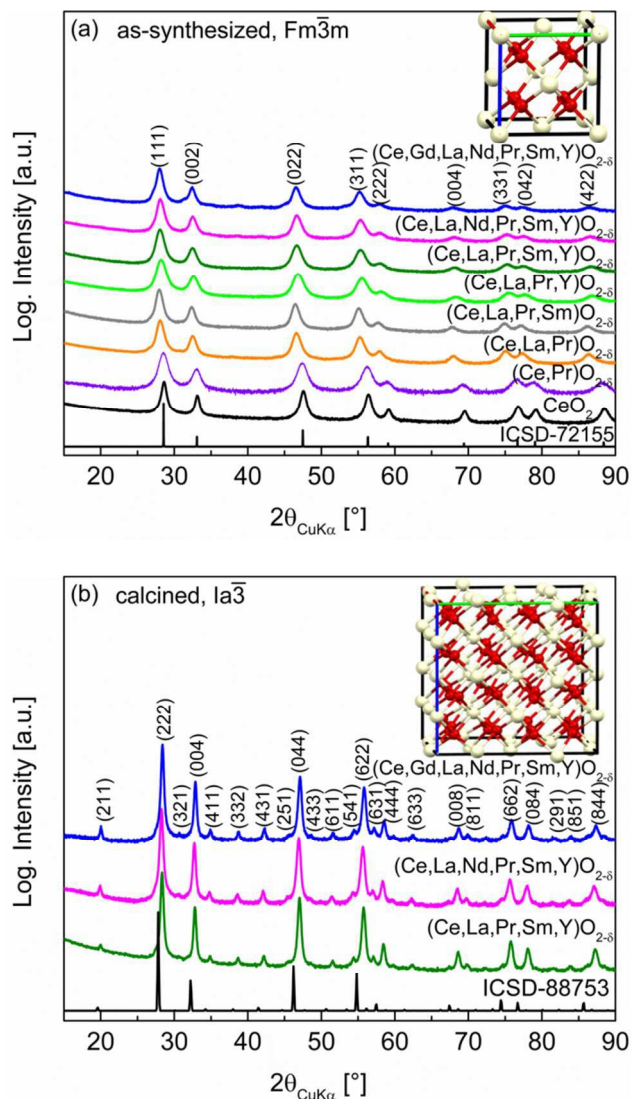 (a) as-synthesized, Fm3̅m
(111)
(002)
(022)
(311)
(222)
(004)
(331)
(042)
(422)
(Ce,Gd,La,Nd,Pr,Sm,Y)O2-δ
(Ce,La,Nd,Pr,Sm,Y)O2-δ
(Ce,La,Pr,Sm,Y)O2-δ
(Ce,La,Pr,Y)O2-δ
(Ce,La,Pr,Sm)O2-δ
(Ce,La,Pr)O2-δ
(Ce,Pr)O2-δ
CeO2
ICSD-72155
Log. Intensity [a.u.]
20 30 40 50 60 70 80 90
2θCuKα [°]
(b) calcined, Ia3̅
(Ce,Gd,La,Nd,Pr,Sm,Y)O2-δ
(211)
(222)
(321)
(004)
(411)
(332)
(431)
(251)
(044)
(433)
(611)
(541)
(622)
(631)
(444)
(633)
(008)
(811)
(662)
(084)
(291)
(851)
(844)
(Ce,La,Nd,Pr,Sm,Y)O2-δ
(Ce,La,Pr,Sm,Y)O2-δ
ICSD-88753
Log. Intensity [a.u.]
20 30 40 50 60 70 80 90
2θCuKα [°]